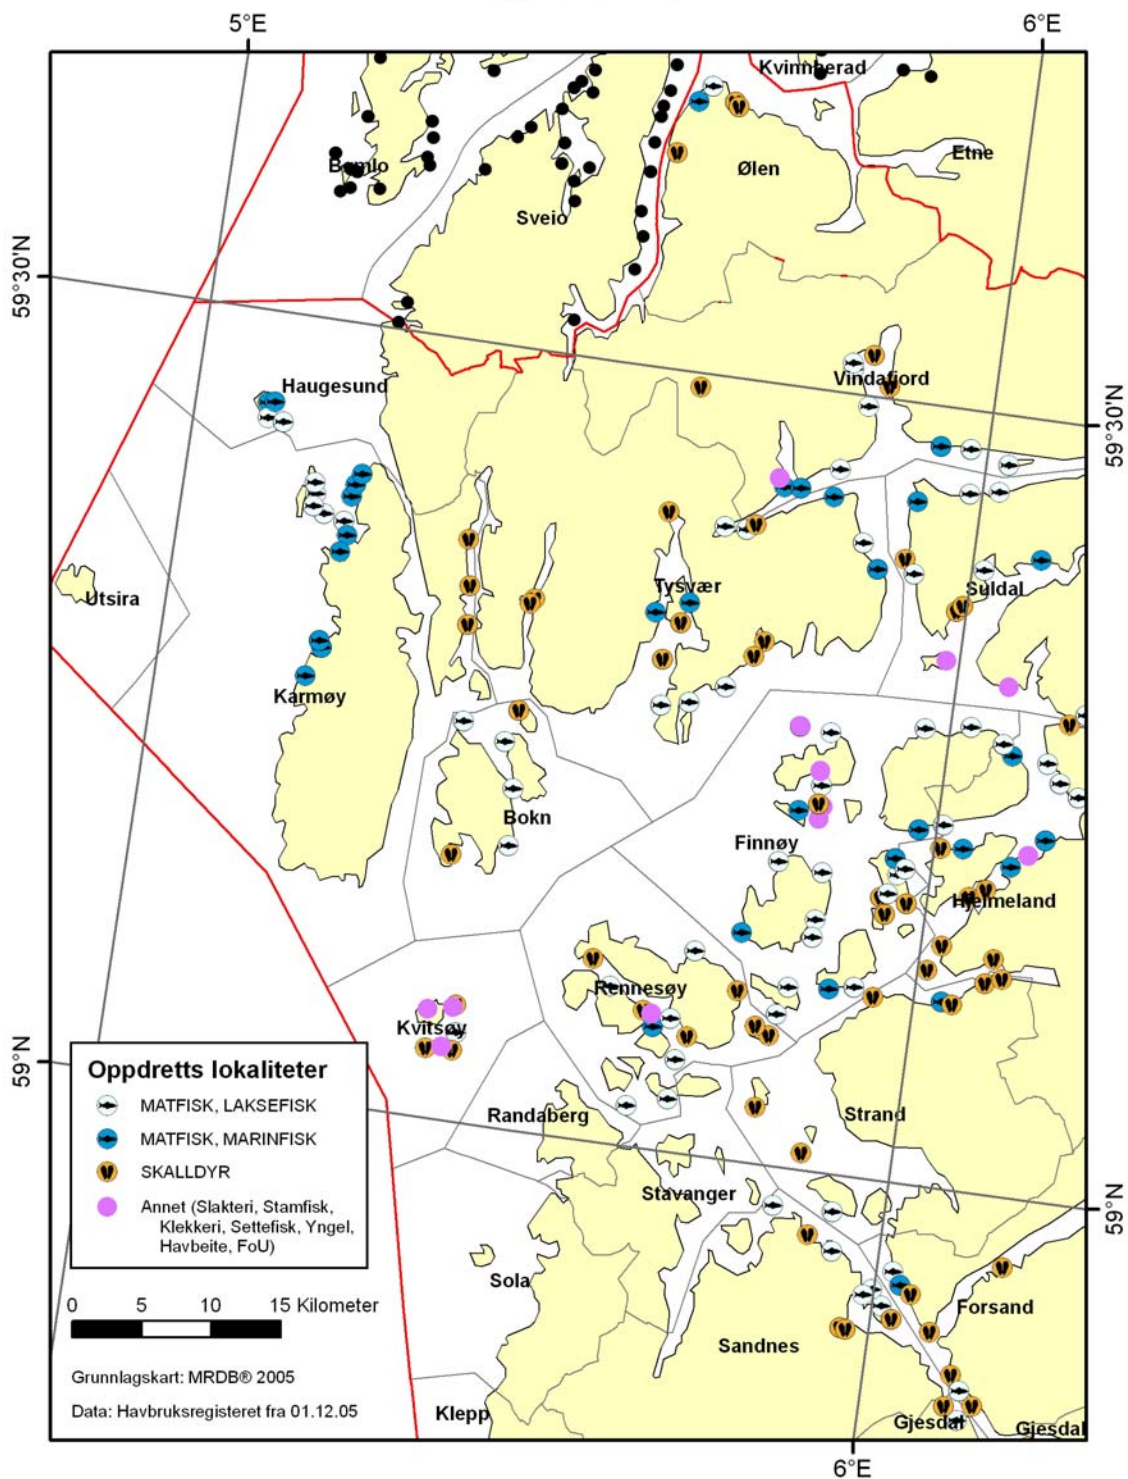 5°E
6°E
Kvinnherad
Bømlo
Etne
Ølen
Sveio
59°30'N
Haugesund
Vindafjord
59°30'N
Utsira
Tysvær
Suldal
Karmøy
Bokn
Finnøy
Hjelmeland
Rennesøy
Kvitsøy
59°N
Oppdretts lokaliteter
MATFISK, LAKSEFISK
MATFISK, MARINFISK
SKALLDYR
Annet (Slakteri, Stamfisk,
Klekkeri, Settefisk, Yngel,
Havbeite, FoU)
Randaberg
Strand
Stavanger
59°N
Sola
Forsand
0 5 10 15 Kilometer
Sandnes
Grunnlagskart: MRDB® 2005
Data: Havbruksregisteret fra 01.12.05
Klepp
Gjesdal
Gjesdal
6°E